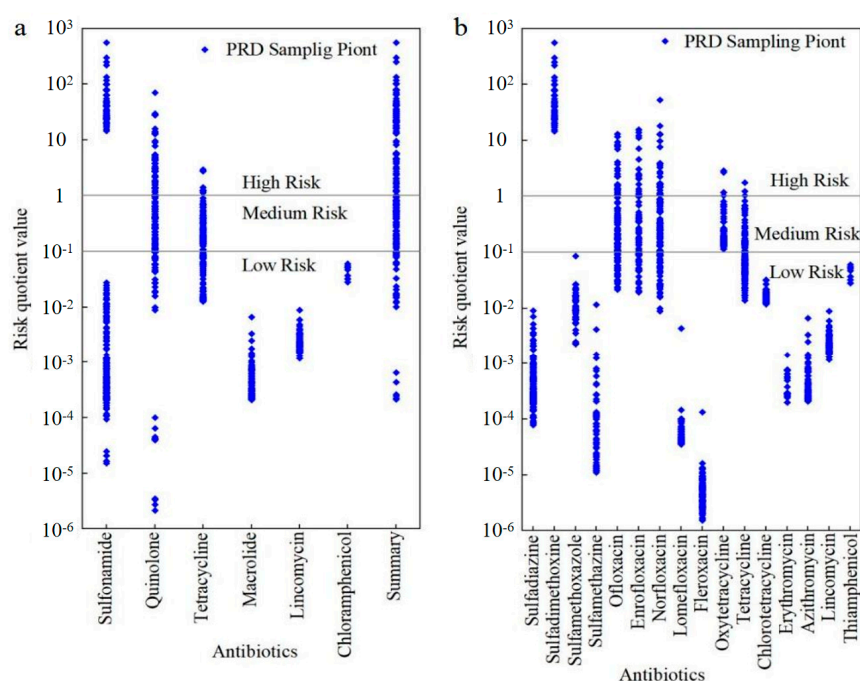 a
10³
10²
10
1
10⁻¹
10⁻²
10⁻³
10⁻⁴
10⁻⁵
10⁻⁶
Risk quotient value
PRD Samplig Piont
High Risk
Medium Risk
Low Risk
Sulfonamide
Quinolone
Tetracycline
Macrolide
Lincomycin
Chloranphenicol
Summary
Antibiotics
b
10³
10²
10
1
10⁻¹
10⁻²
10⁻³
10⁻⁴
10⁻⁵
10⁻⁶
Risk quotient value
PRD Sampling Piont
High Risk
Medium Risk
Low Risk
Sulfadiazine
Sulfadimethoxine
Sulfamethoxazole
Sulfamethazine
Ofloxacin
Enrofloxacin
Norfloxacin
Lonefloxacin
Fleroxacin
Oxytetracycline
Tetracycline
Chlorotetracycline
Erythromycin
Azithromycin
Lincomycin
Thiamphenicol
Antibiotics